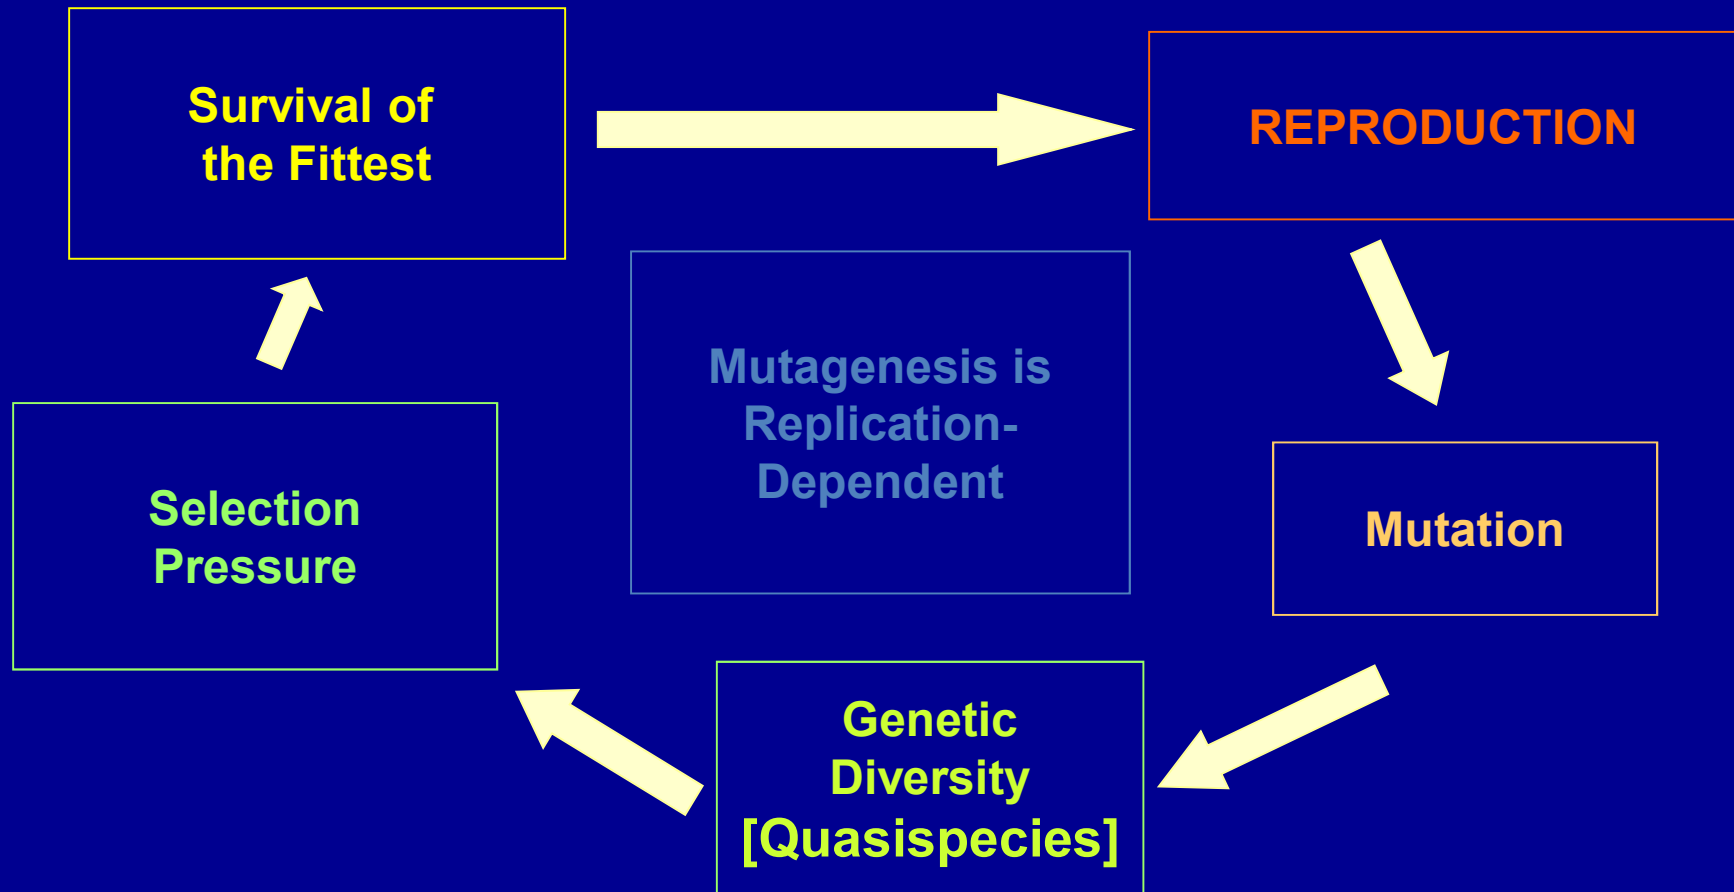 Survival of
the Fittest
REPRODUCTION
Mutagenesis is
Replication-
Dependent
Selection
Pressure
Mutation
Genetic
Diversity
[Quasispecies]